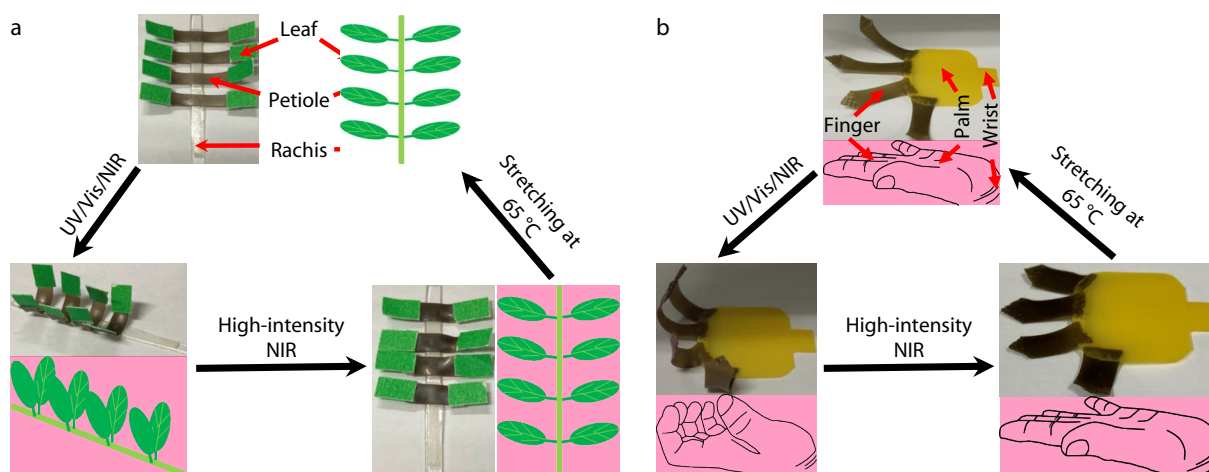 a
Leaf
Petiole
Rachis
UV/Vis/NIR
Stretching at
65 °C
High-intensity
NIR
b
Finger
Palm
Wrist
UV/Vis/NIR
Stretching at
65 °C
High-intensity
NIR